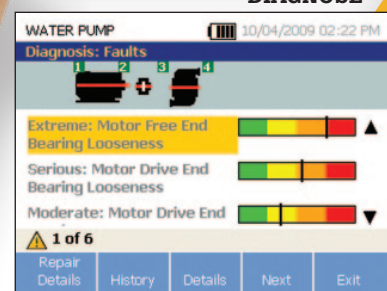 DIAGNOSE
WATER PUMP 10/04/2009 02:22 PM
Diagnosis: Faults
1 2 3 4
Extreme: Motor Free End
Bearing Looseness
Serious: Motor Drive End
Bearing Looseness
Moderate: Motor Drive End
1 of 6
Repair
Details History Details Next Exit